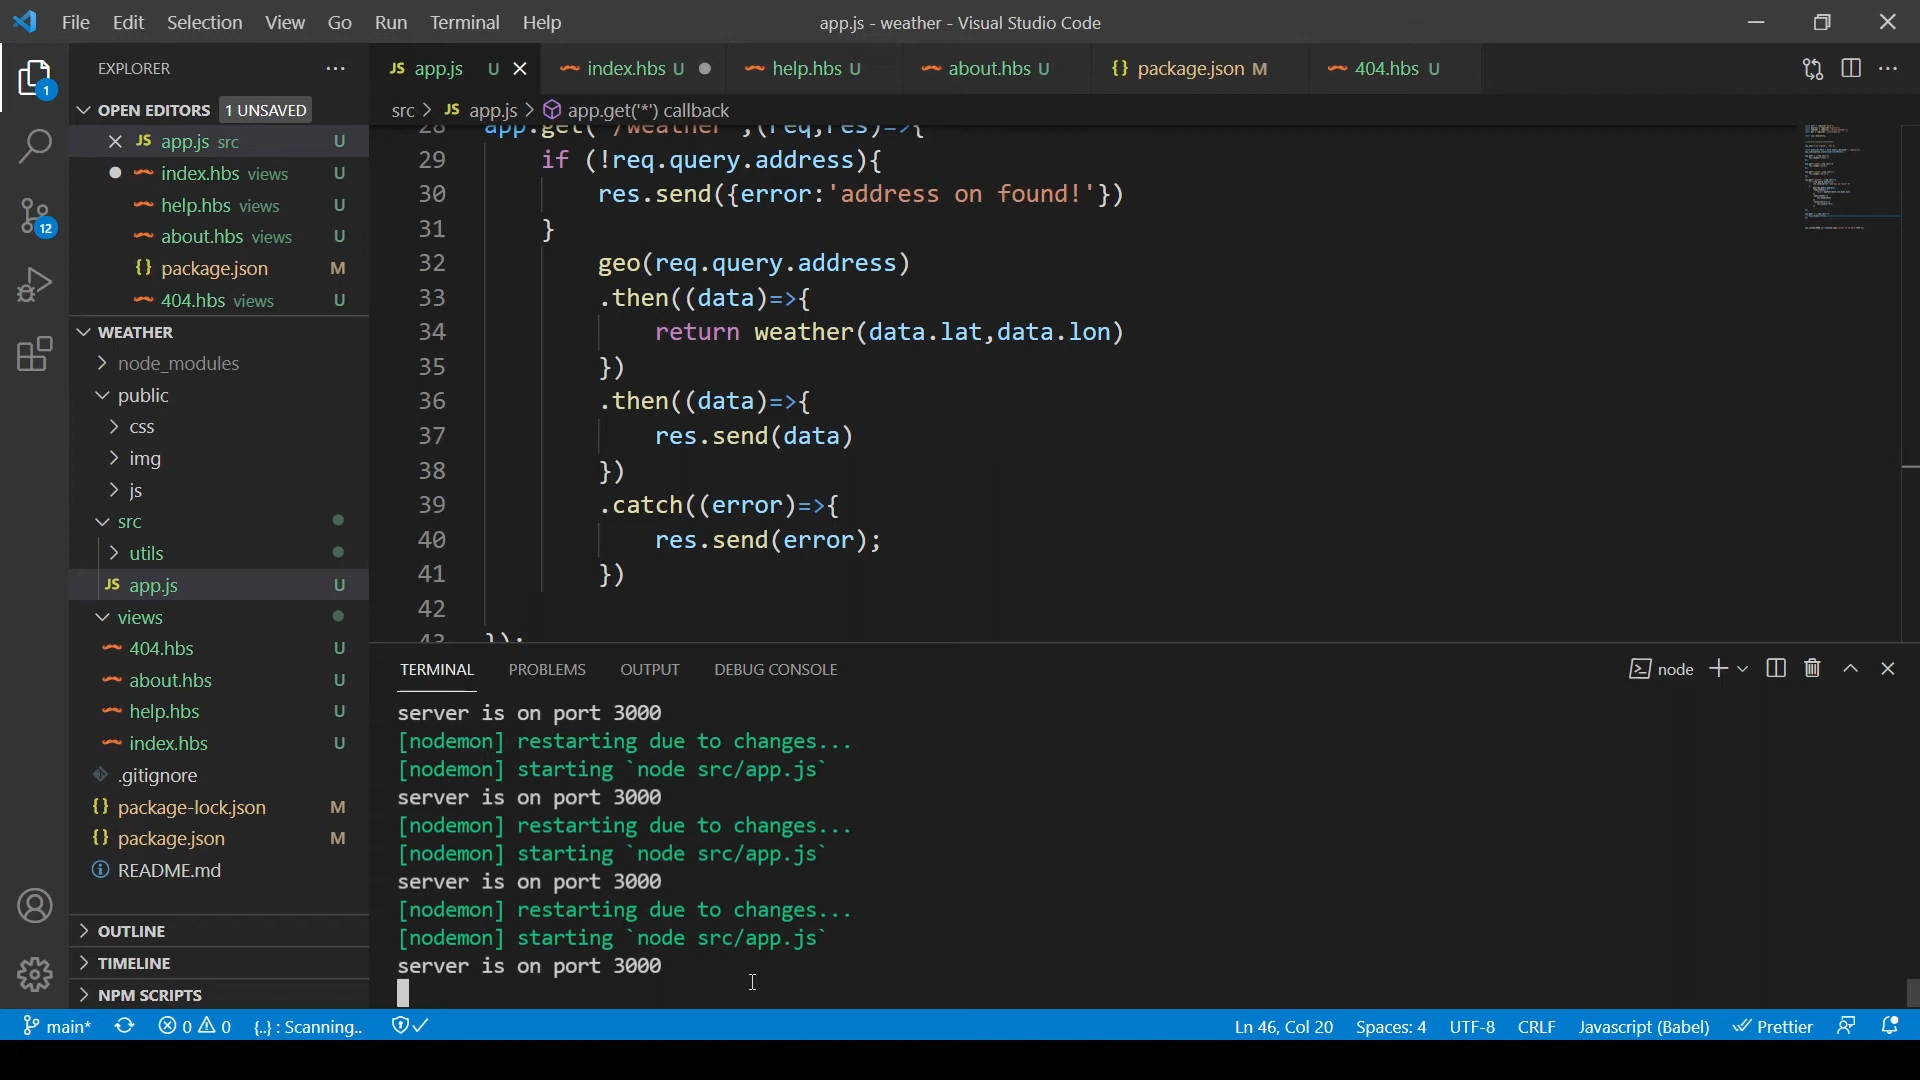 File Edit Selection View Go Run Terminal Help
app.js - weather - Visual Studio Code
EXPLORER
JS app.js U
index.hbs U
help.hbs U
about.hbs U
{} package.json M
404.hbs U
src > JS app.js > app.get('*') callback
1
12
OPEN EDITORS 1 UNSAVED
JS app.js src U
index.hbs views U
help.hbs views U
about.hbs views U
{} package.json M
404.hbs views U
WEATHER
node_modules
public
css
img
js
src
utils
JS app.js U
views
404.hbs U
about.hbs U
help.hbs U
index.hbs U
.gitignore
{} package-lock.json M
{} package.json M
README.md
OUTLINE
TIMELINE
NPM SCRIPTS
28 app.get('/weather',(req,res)=>{
29 if (!req.query.address){
30 res.send({error:'address on found!'})
31 }
32 geo(req.query.address)
33 .then((data)=>{
34 return weather(data.lat,data.lon)
35 })
36 .then((data)=>{
37 res.send(data)
38 })
39 .catch((error)=>{
40 res.send(error);
41 })
42
43 });
TERMINAL PROBLEMS OUTPUT DEBUG CONSOLE
node
server is on port 3000
[nodemon] restarting due to changes...
[nodemon] starting `node src/app.js`
server is on port 3000
[nodemon] restarting due to changes...
[nodemon] starting `node src/app.js`
server is on port 3000
[nodemon] restarting due to changes...
[nodemon] starting `node src/app.js`
server is on port 3000
main* 0 0 {..} : Scanning.. Ln 46, Col 20 Spaces: 4 UTF-8 CRLF Javascript (Babel) Prettier